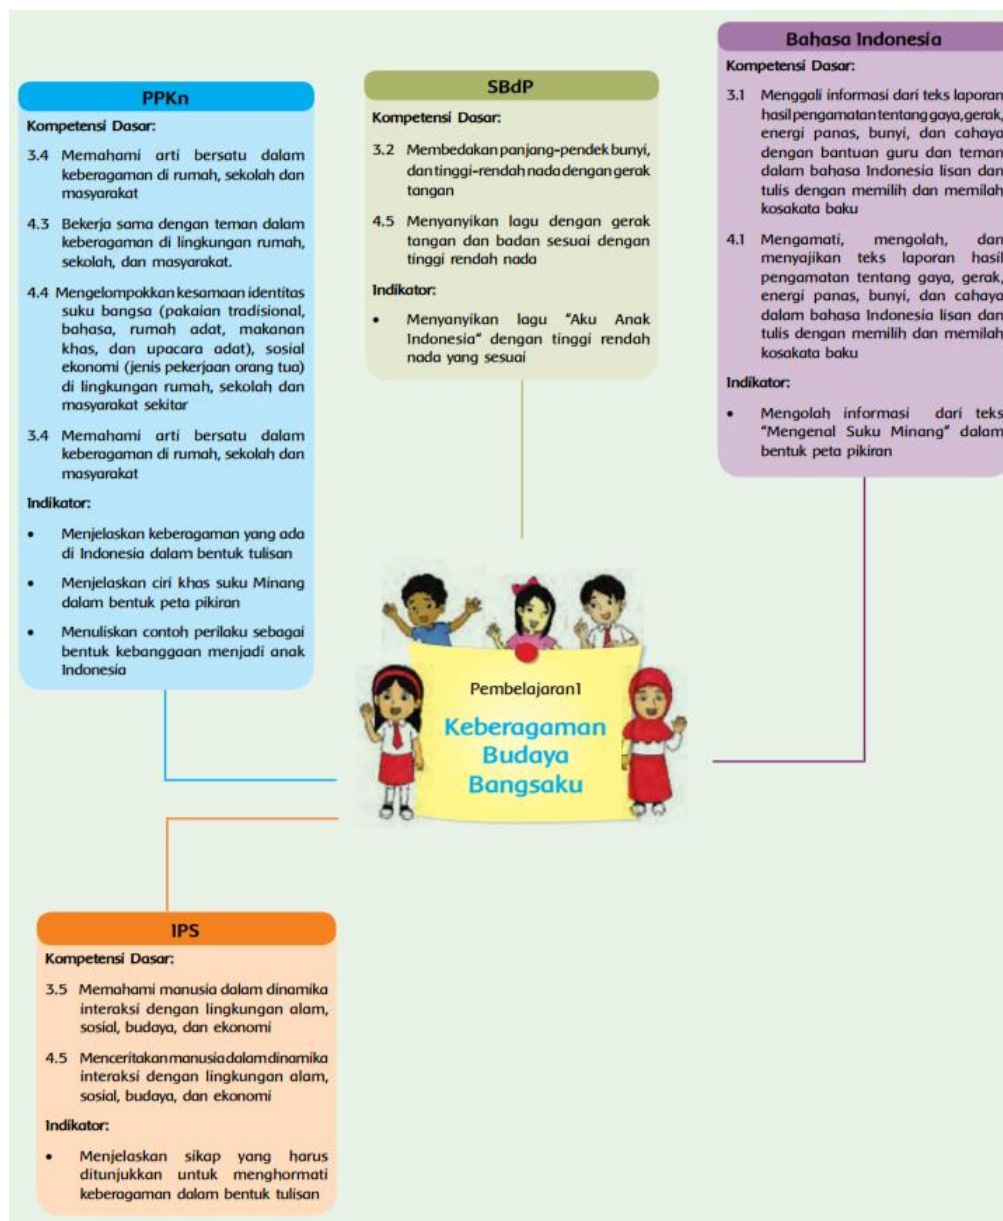 PPKn
Kompetensi Dasar:
3.4 Memahami arti bersatu dalam
keberagaman di rumah, sekolah dan
masyarakat
4.3 Bekerja sama dengan teman dalam
keberagaman di lingkungan rumah,
sekolah, dan masyarakat.
4.4 Mengelompokkan kesamaan identitas
suku bangsa (pakaian tradisional,
bahasa, rumah adat, makanan
khas, dan upacara adat), sosial
ekonomi (jenis pekerjaan orang tua)
di lingkungan rumah, sekolah dan
masyarakat sekitar
3.4 Memahami arti bersatu dalam
keberagaman di rumah, sekolah dan
masyarakat
Indikator:
• Menjelaskan keberagaman yang ada
di Indonesia dalam bentuk tulisan
• Menjelaskan ciri khas suku Minang
dalam bentuk peta pikiran
• Menuliskan contoh perilaku sebagai
bentuk kebanggaan menjadi anak
Indonesia
SBdP
Kompetensi Dasar:
3.2 Membedakan panjang-pendek bunyi,
dan tinggi-rendah nada dengan gerak
tangan
4.5 Menyanyikan lagu dengan gerak
tangan dan badan sesuai dengan
tinggi rendah nada
Indikator:
• Menyanyikan lagu "Aku Anak
Indonesia" dengan tinggi rendah
nada yang sesuai
Bahasa Indonesia
Kompetensi Dasar:
3.1 Menggali informasi dari teks laporan
hasil pengamatan tentang gaya, gerak,
energi panas, bunyi, dan cahaya
dengan bantuan guru dan teman
dalam bahasa Indonesia lisan dan
tulis dengan memilih dan memilah
kosakata baku
4.1 Mengamati, mengolah, dan
menyajikan teks laporan hasil
pengamatan tentang gaya, gerak,
energi panas, bunyi, dan cahaya
dalam bahasa Indonesia lisan dan
tulis dengan memilih dan memilah
kosakata baku
Indikator:
• Mengolah informasi dari teks
"Mengenal Suku Minang" dalam
bentuk peta pikiran
Pembelajaran1
Keberagaman
Budaya
Bangsaku
IPS
Kompetensi Dasar:
3.5 Memahami manusia dalam dinamika
interaksi dengan lingkungan alam,
sosial, budaya, dan ekonomi
4.5 Menceritakan manusia dalam dinamika
interaksi dengan lingkungan alam,
sosial, budaya, dan ekonomi
Indikator:
• Menjelaskan sikap yang harus
ditunjukkan untuk menghormati
keberagaman dalam bentuk tulisan